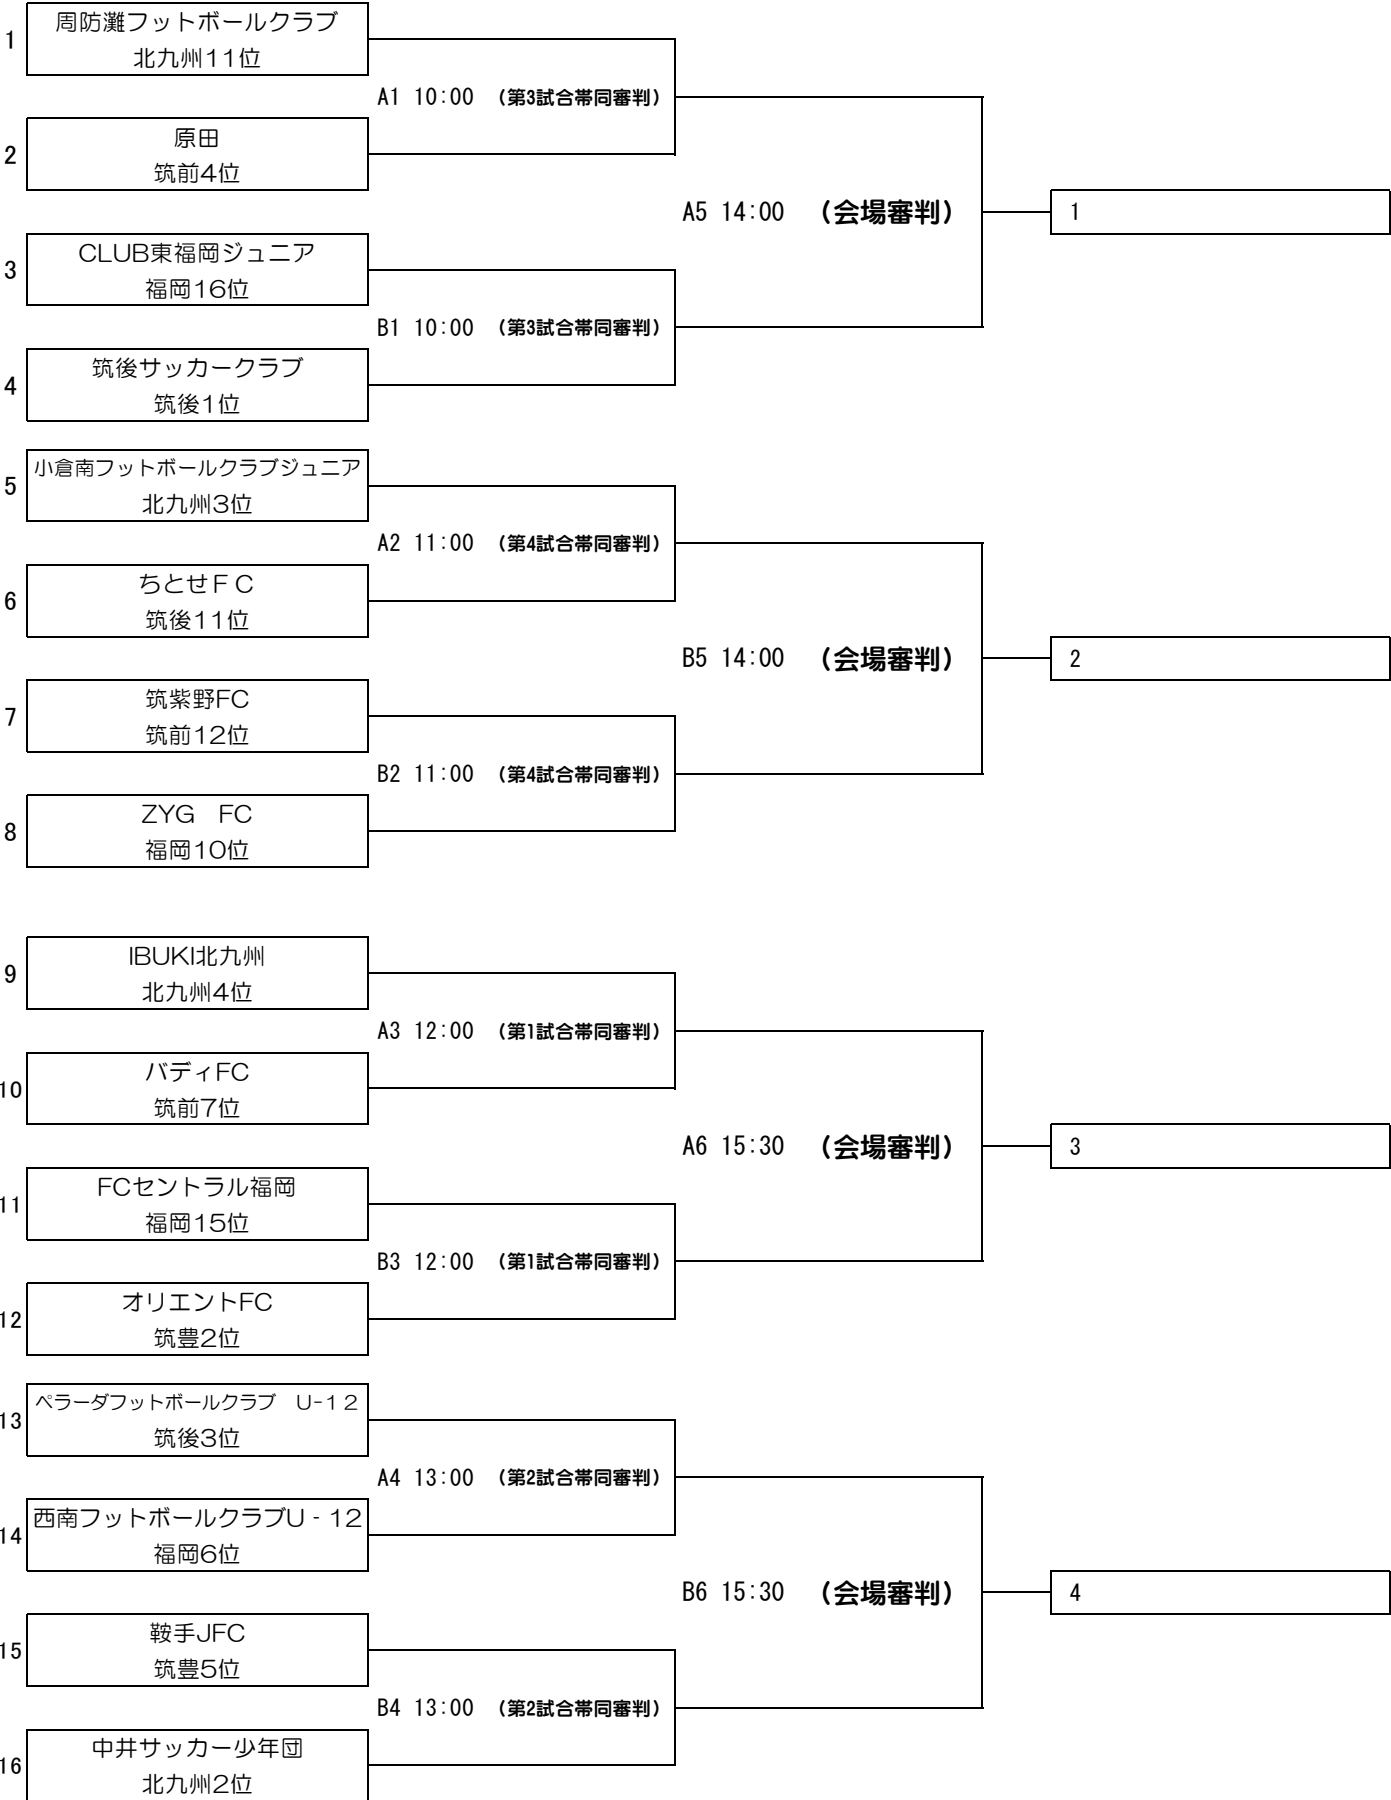 1
周防灘フットボールクラブ
北九州11位
A1 10:00 （第3試合帯同審判）
2
原田
筑前4位
A5 14:00 （会場審判）
1
3
CLUB東福岡ジュニア
福岡16位
B1 10:00 （第3試合帯同審判）
4
筑後サッカークラブ
筑後1位
5
小倉南フットボールクラブジュニア
北九州3位
A2 11:00 （第4試合帯同審判）
6
ちとせＦＣ
筑後11位
B5 14:00 （会場審判）
2
7
筑紫野FC
筑前12位
B2 11:00 （第4試合帯同審判）
8
ZYG　FC
福岡10位
9
IBUKI北九州
北九州4位
A3 12:00 （第1試合帯同審判）
10
バディFC
筑前7位
A6 15:30 （会場審判）
3
11
FCセントラル福岡
福岡15位
B3 12:00 （第1試合帯同審判）
12
オリエントFC
筑豊2位
13
ペラーダフットボールクラブ　U-１２
筑後3位
A4 13:00 （第2試合帯同審判）
14
西南フットボールクラブU‐12
福岡6位
B6 15:30 （会場審判）
4
15
鞍手JFC
筑豊5位
B4 13:00 （第2試合帯同審判）
16
中井サッカー少年団
北九州2位